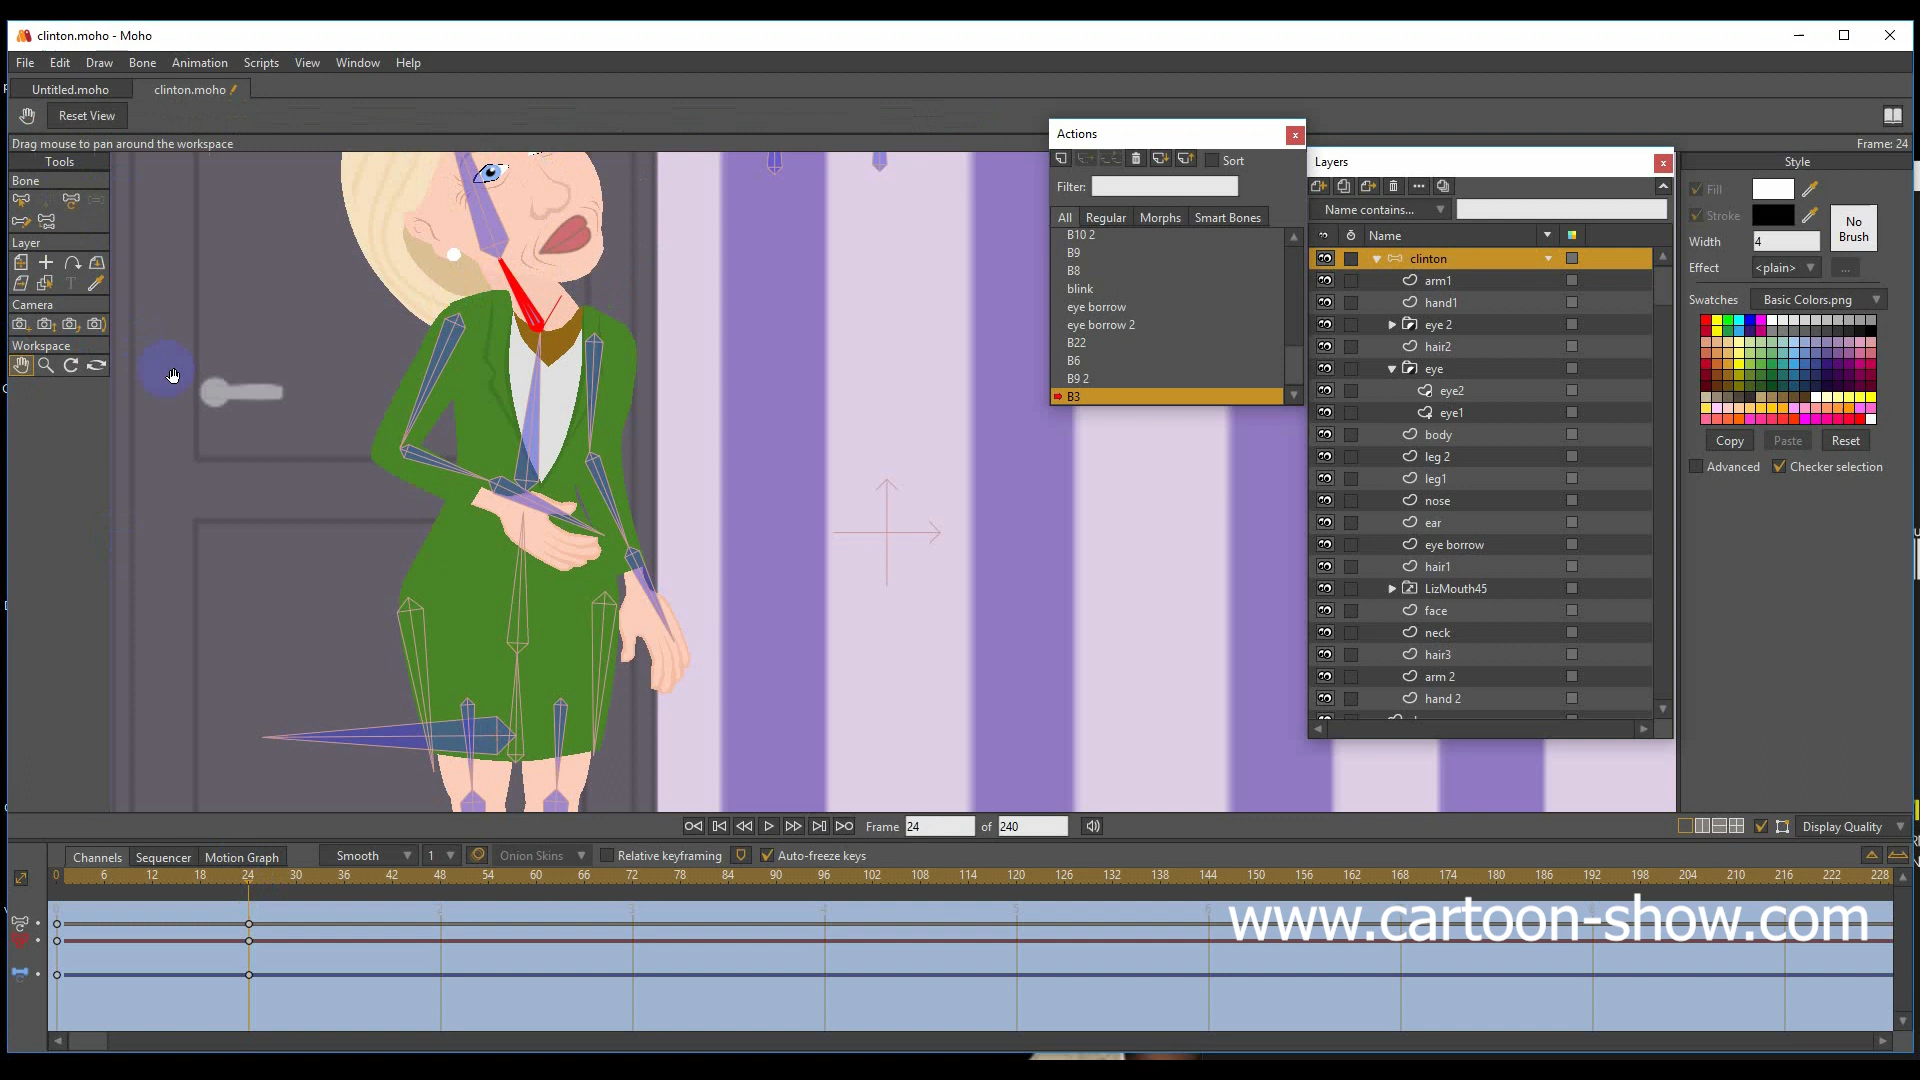 clinton.moho - Moho
File Edit Draw Bone Animation Scripts View Window Help
Untitled.moho clinton.moho
Reset View
Drag mouse to pan around the workspace Frame: 24
Tools
Bone
Layer
Camera
Workspace
Actions
Sort
Filter:
All Regular Morphs Smart Bones
B10 2
B9
B8
blink
eye borrow
eye borrow 2
B22
B6
B9 2
B3
Layers
Name contains...
Name
clinton
arm1
hand1
eye 2
hair2
eye
eye2
eye1
body
leg 2
leg1
nose
ear
eye borrow
hair1
LizMouth45
face
neck
hair3
arm 2
hand 2
Style
Fill
Stroke
No Brush
Width 4
Effect <plain> ...
Swatches Basic Colors.png
Copy Paste Reset
Advanced Checker selection
Frame 24 of 240
Display Quality
Channels Sequencer Motion Graph Smooth 1 Onion Skins Relative keyframing Auto-freeze keys
0 6 12 18 24 30 36 42 48 54 60 66 72 78 84 90 96 102 108 114 120 126 132 138 144 150 156 162 168 174 180 186 192 198 204 210 216 222 228
www.cartoon-show.com